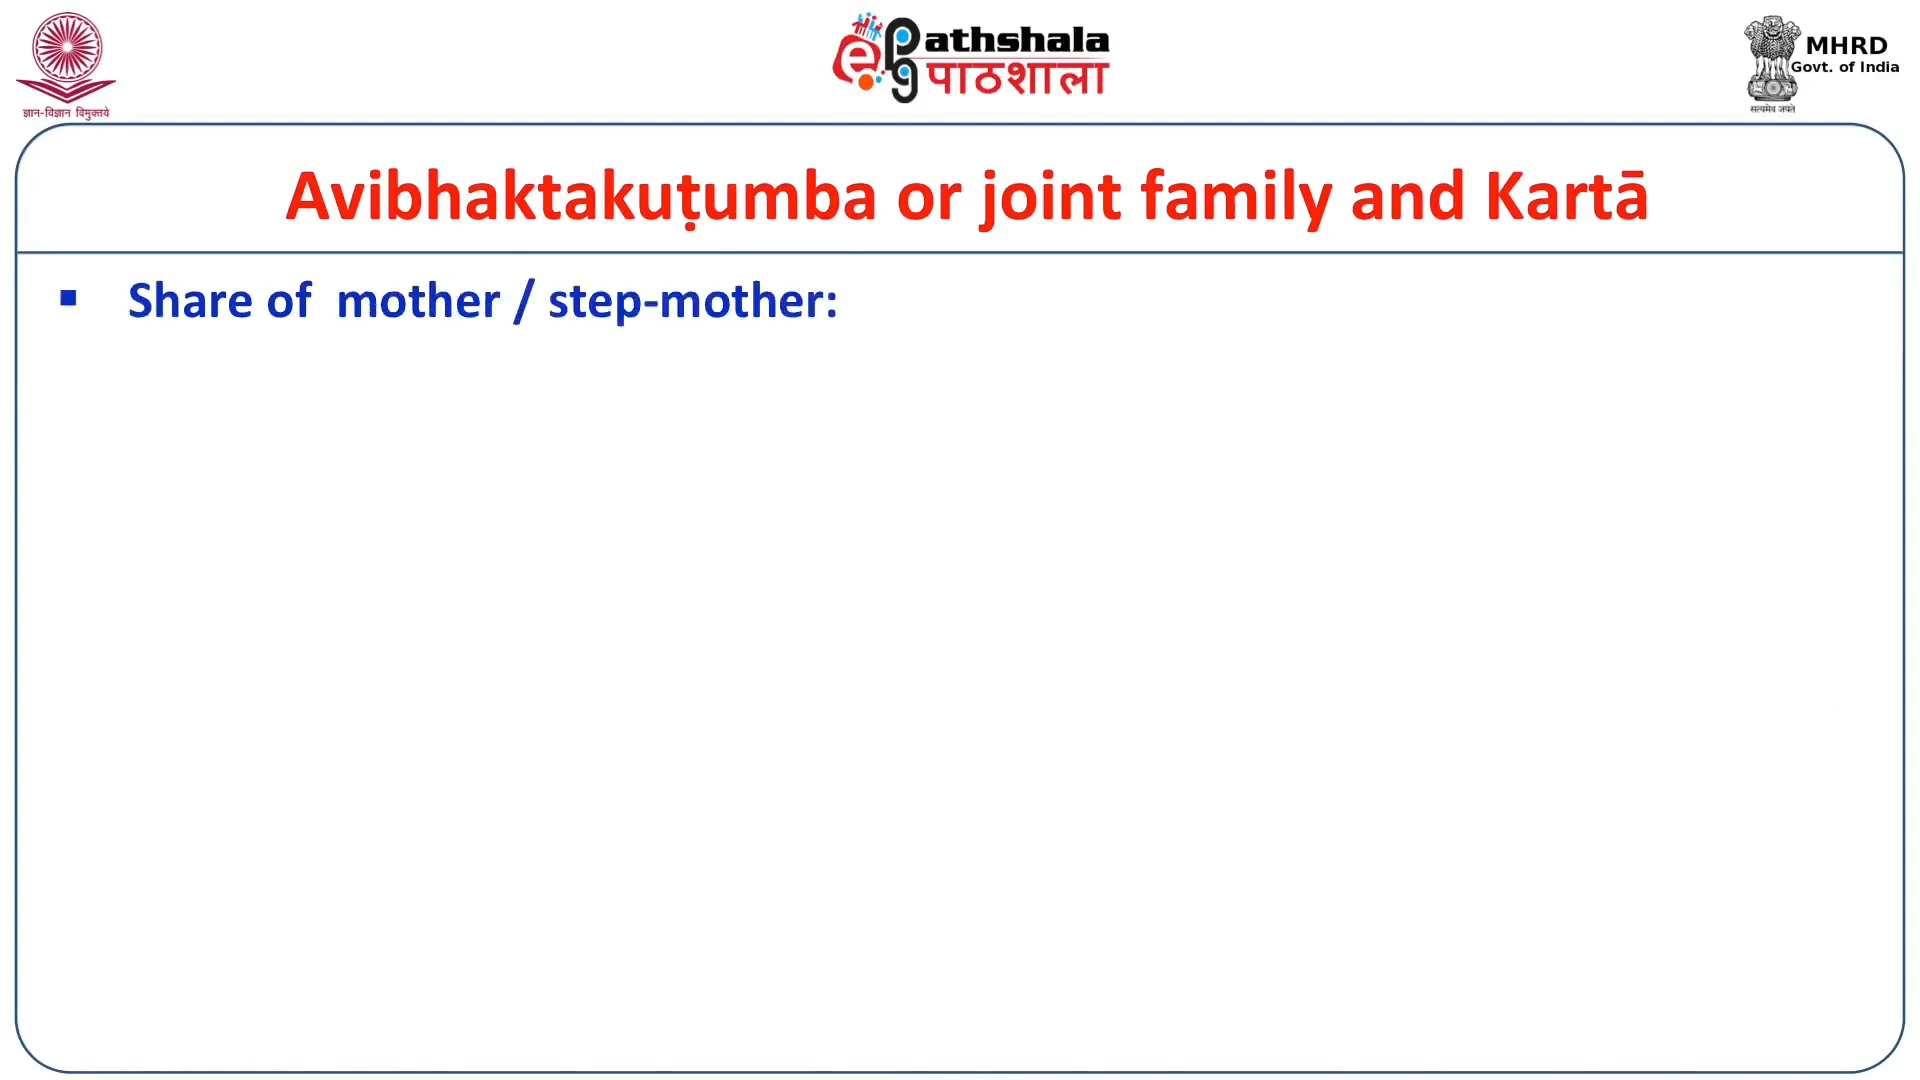 ज्ञान-विज्ञान विमुक्तये
ePathshala
पाठशाला
MHRD
Govt. of India
सत्यमेव जयते
Avibhaktakuṭumba or joint family and Kartā
▪ Share of  mother / step-mother: